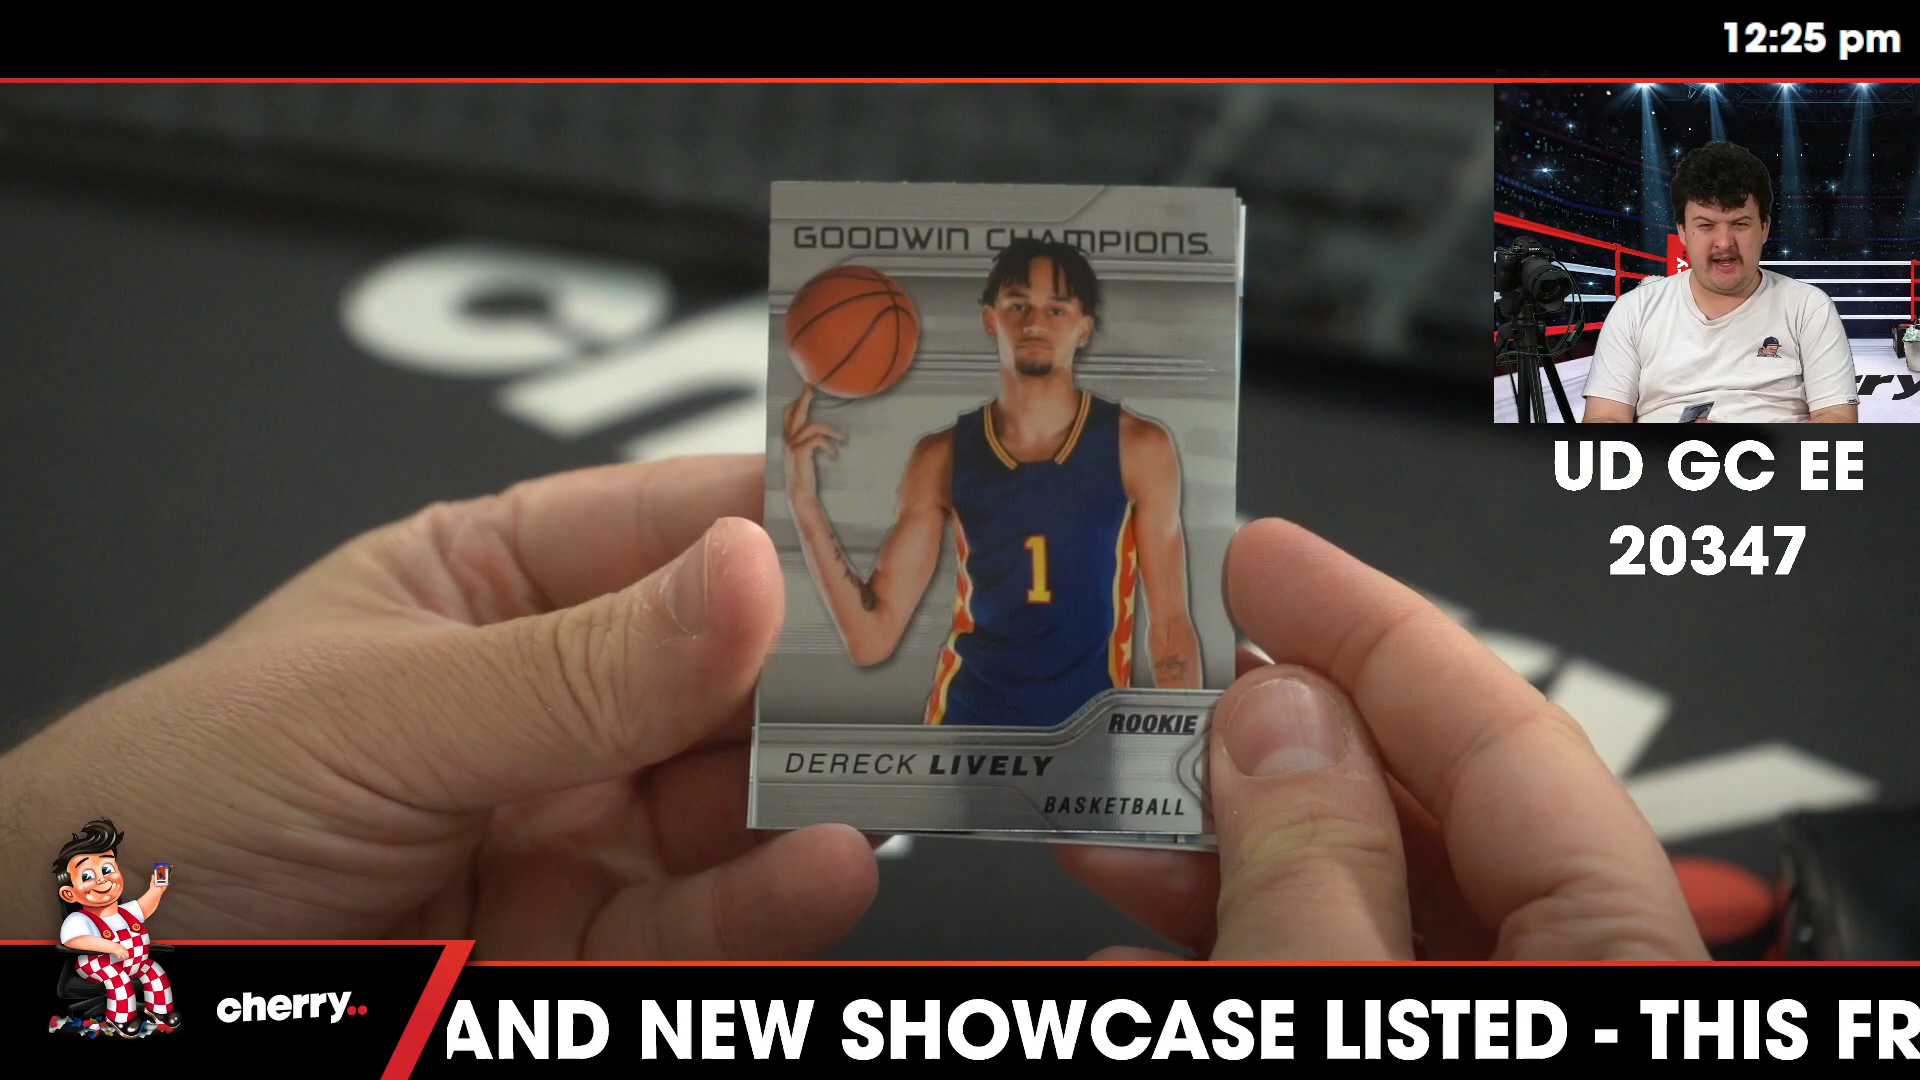 12:25 pm
GOODWIN CHAMPIONS
1
ROOKIE
DERECK LIVELY
BASKETBALL
UD GC EE
20347
cherry..
AND NEW SHOWCASE LISTED - THIS FR